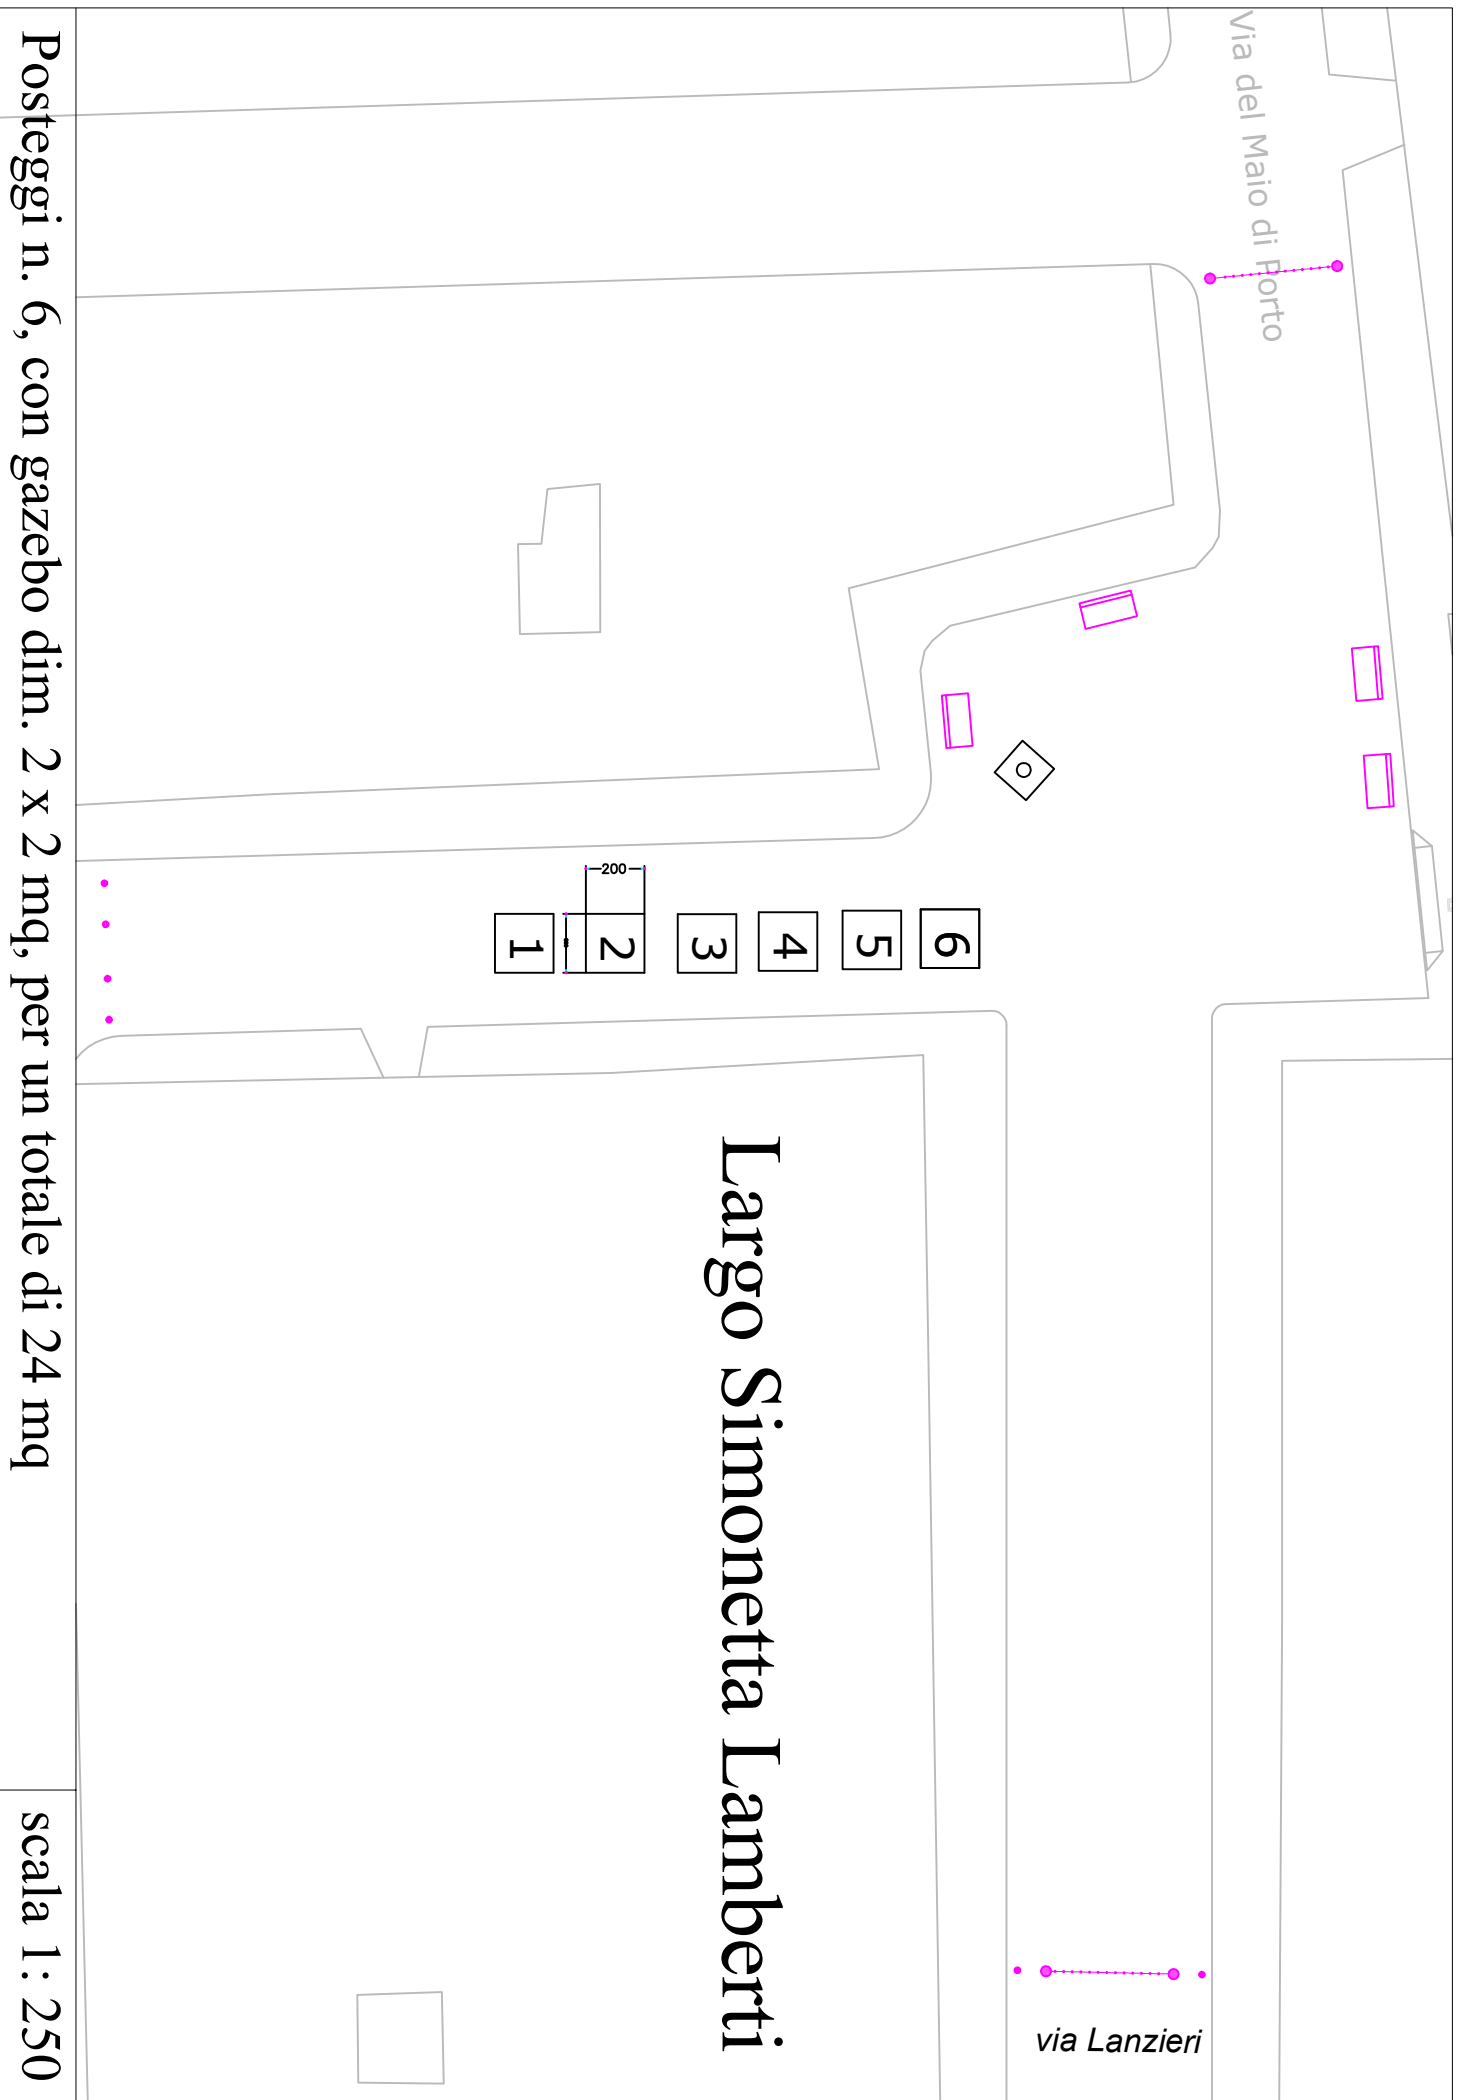 Via del Maio di Porto
200
1
2
3
4
5
6
Largo Simonetta Lamberti
via Lanzieri
Posteggi n. 6, con gazebo dim. 2 x 2 mq, per un totale di 24 mq
scala 1: 250